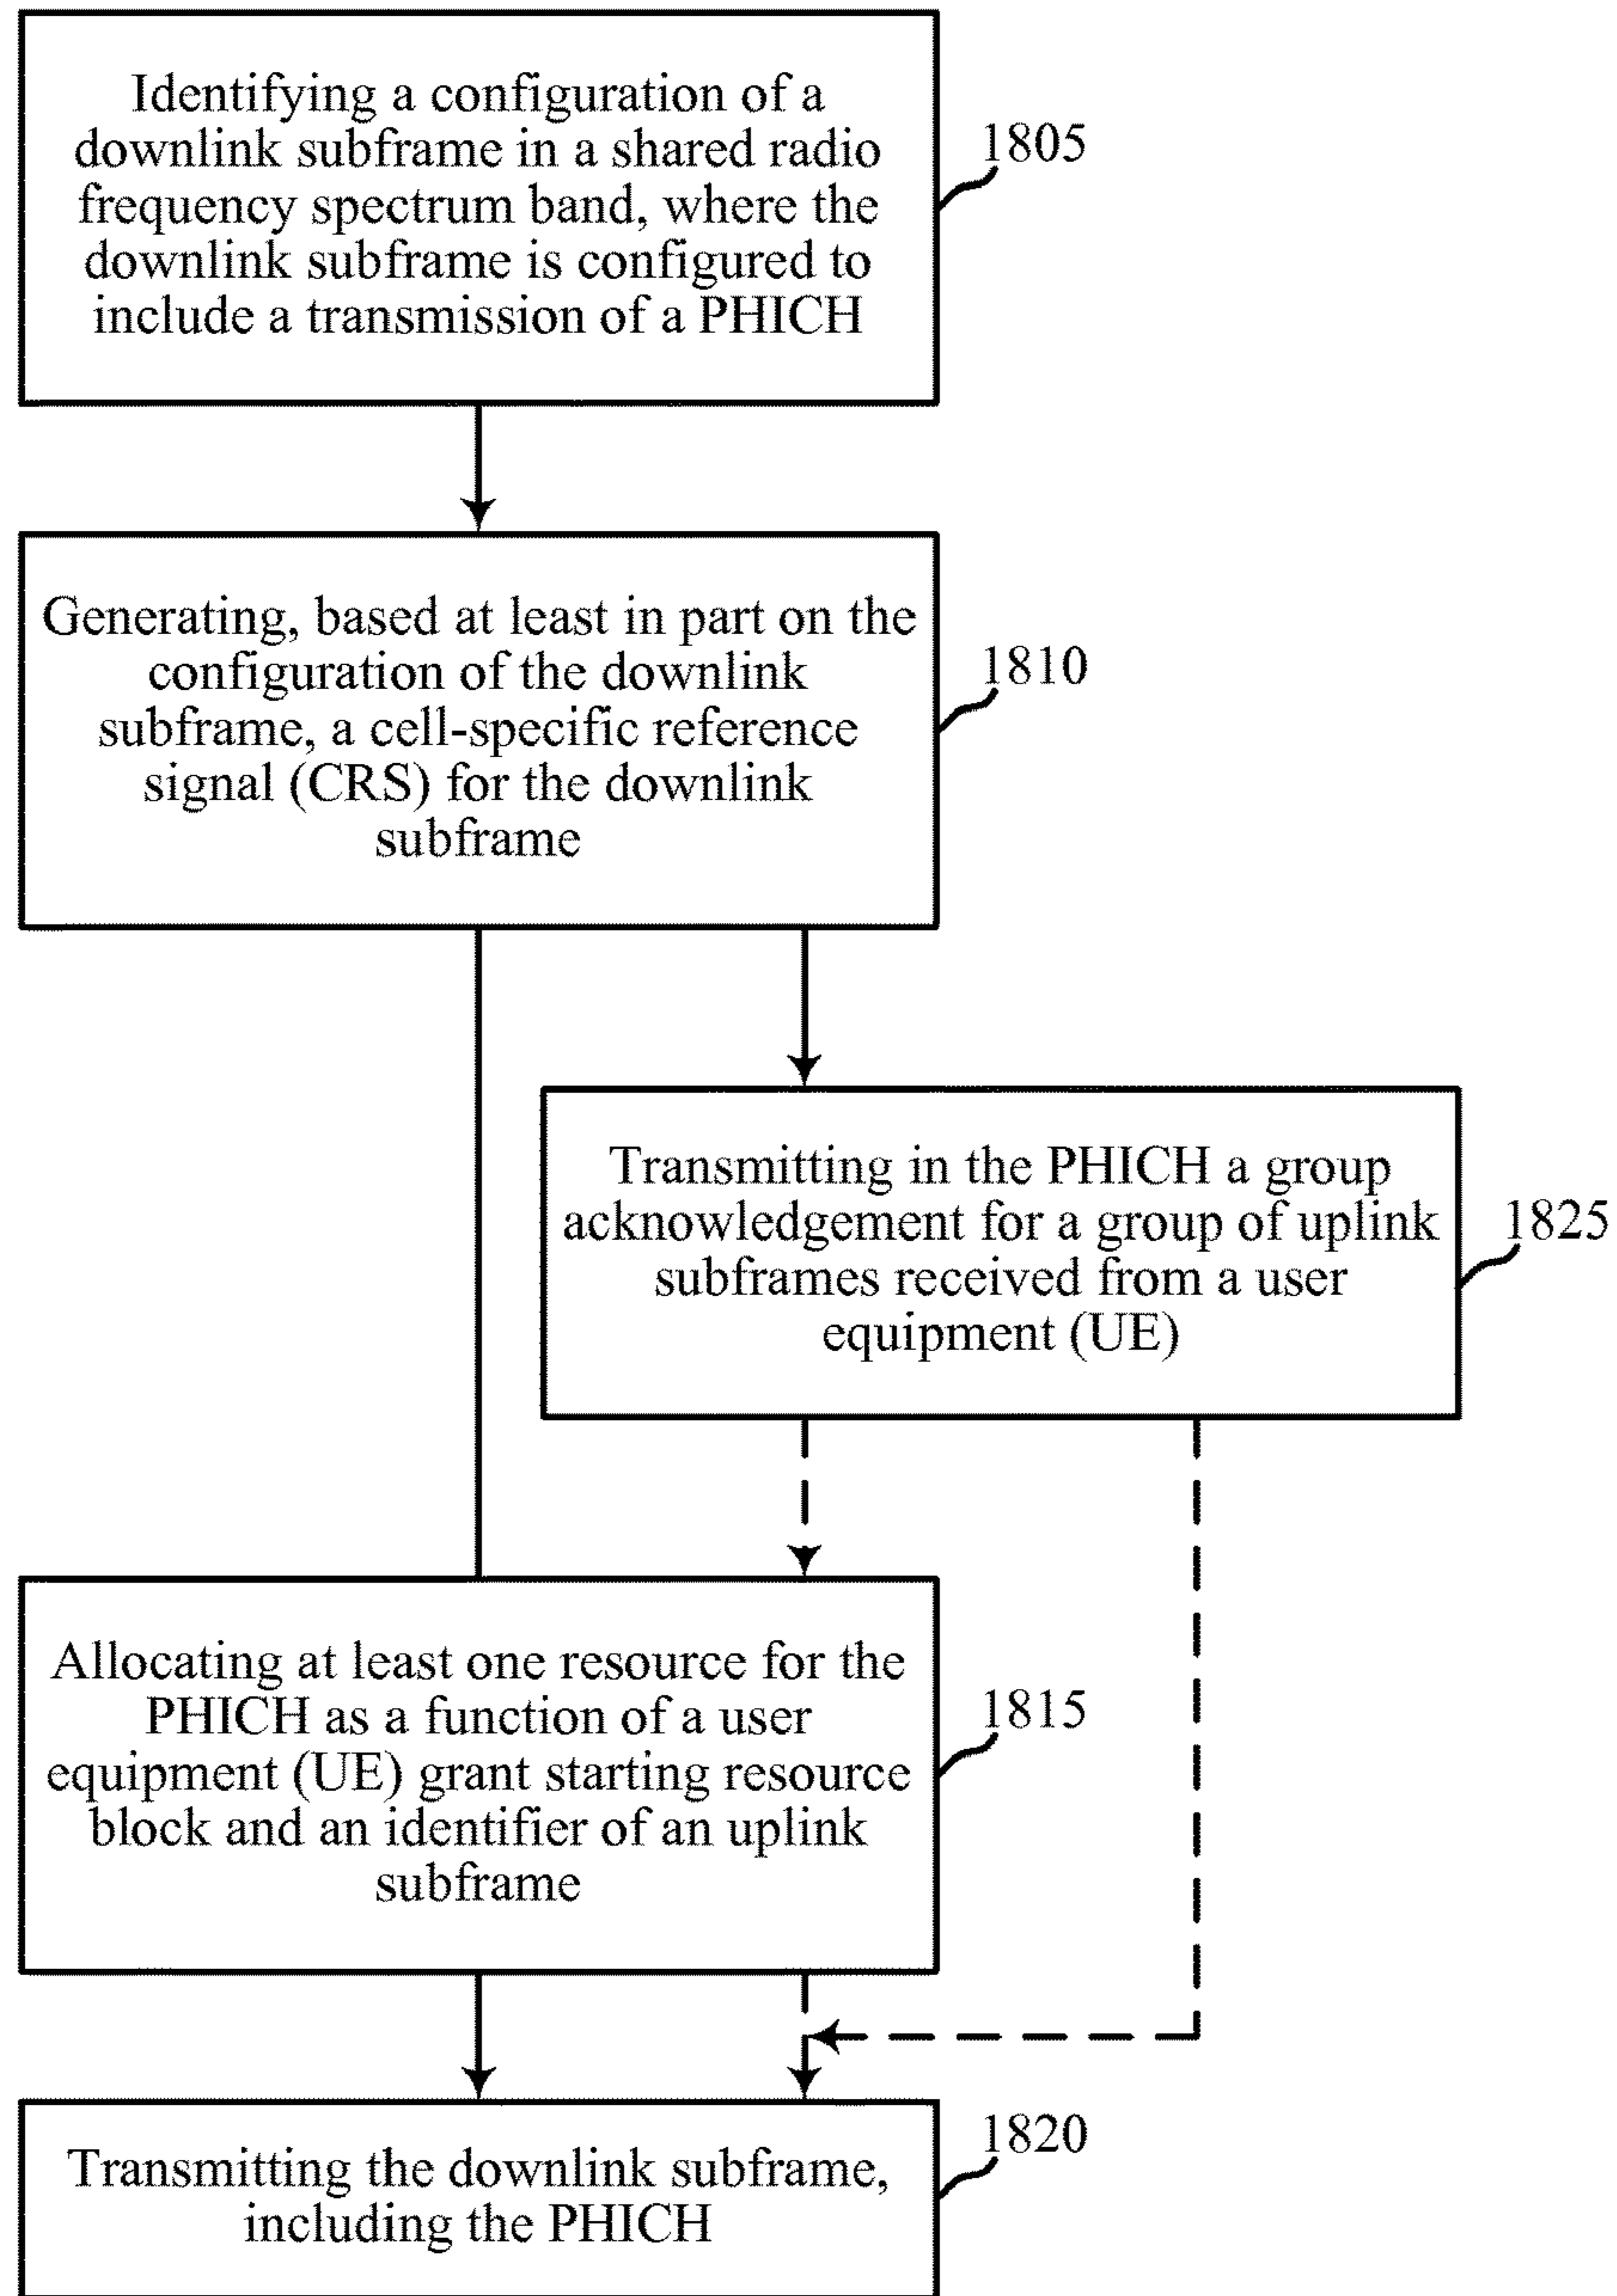 Identifying a configuration of a
downlink subframe in a shared radio
frequency spectrum band, where the
downlink subframe is configured to
include a transmission of a PHICH
1805
Generating, based at least in part on the
configuration of the downlink
subframe, a cell-specific reference
signal (CRS) for the downlink
subframe
1810
Transmitting in the PHICH a group
acknowledgement for a group of uplink
subframes received from a user
equipment (UE)
1825
Allocating at least one resource for the
PHICH as a function of a user
equipment (UE) grant starting resource
block and an identifier of an uplink
subframe
1815
Transmitting the downlink subframe,
including the PHICH
1820